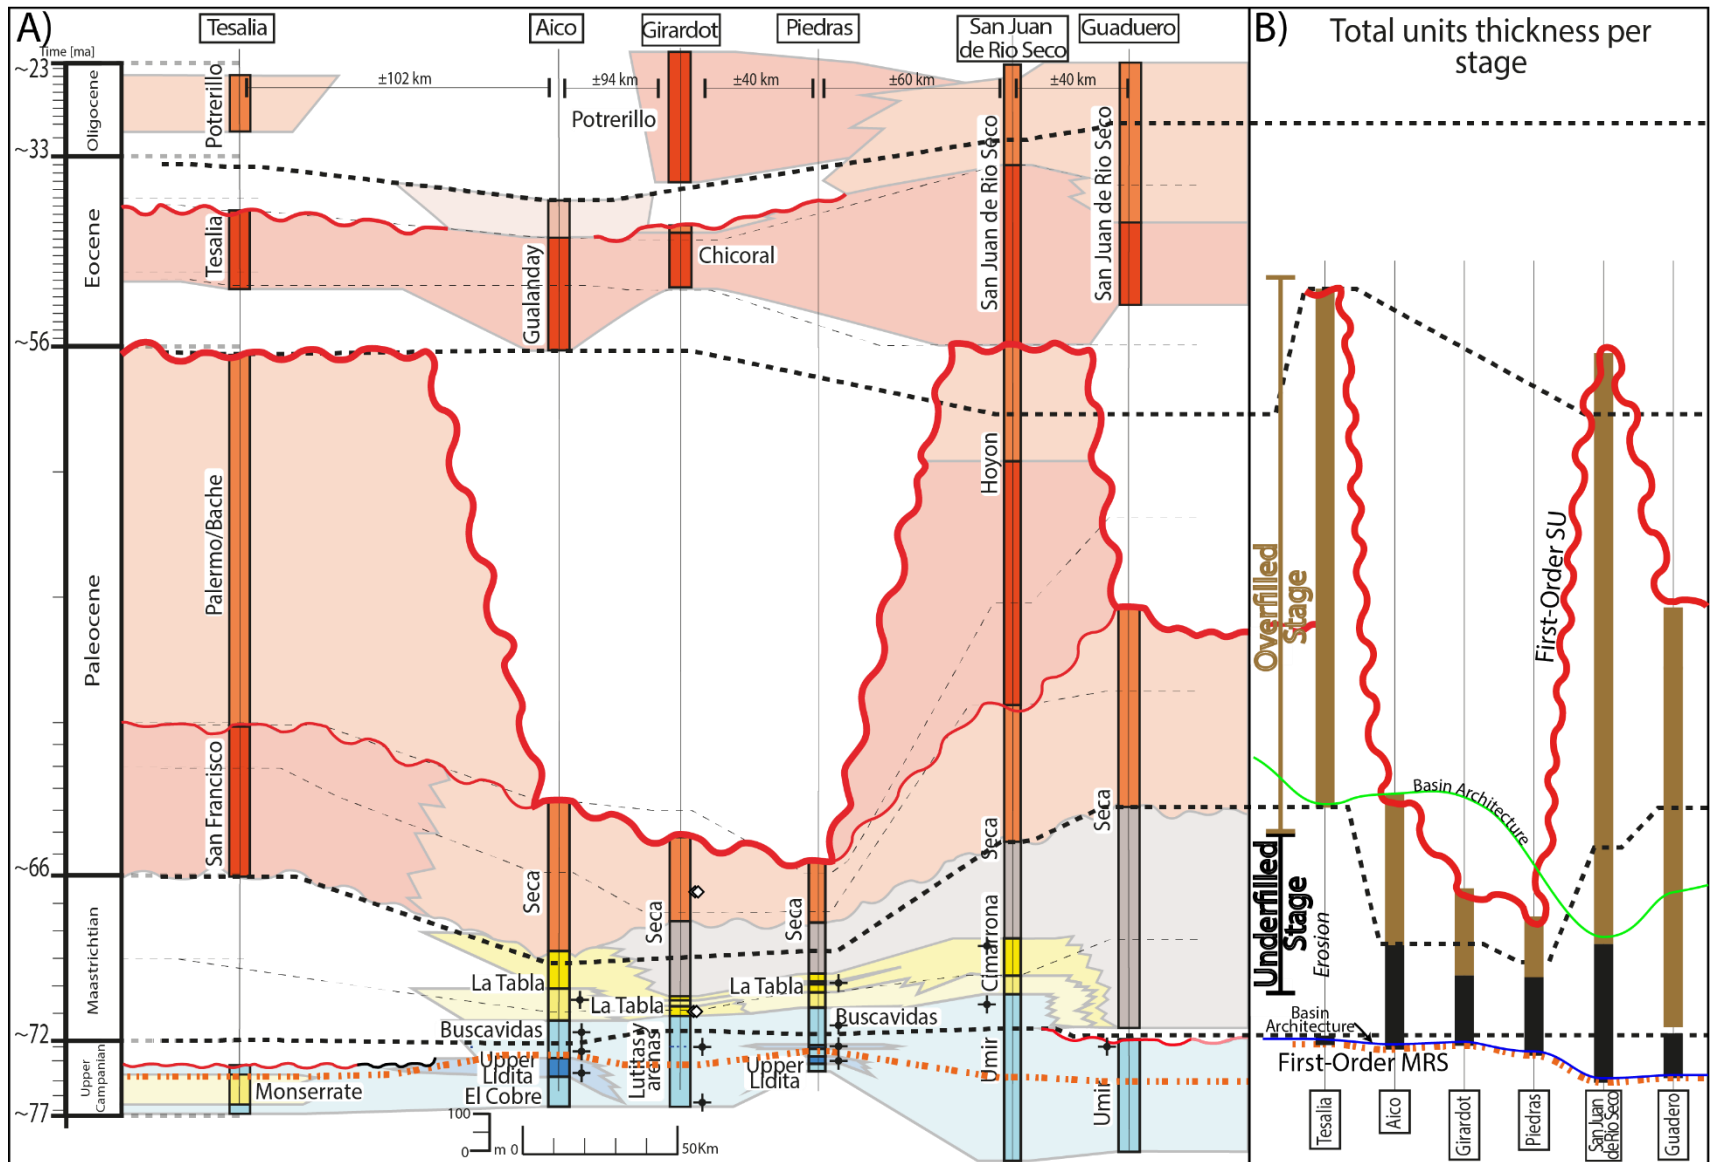 A)
Tesalia
Aico
Girardot
Piedras
San Juan
de Rio Seco
Guaduero
Time [ma]
~23
~33
~56
~66
~72
~77
Oligocene
Eocene
Paleocene
Maastrichtian
Upper
Campanian
±102 km
±94 km
±40 km
±60 km
±40 km
Potrerillo
Tesalia
Palermo/Bache
San Francisco
Monserrate
Gualanday
Seca
La Tabla
Buscavidas
Upper
LIdita
El Cobre
Potrerillo
Chicoral
Seca
La Tabla
Lutitas y
arenas
Seca
La Tabla
Buscavidas
Upper
LIdita
San Juan de Rio Seco
Hoyon
Seca
Cimarrona
Umir
San Juan de Rio Seco
Seca
Umir
100
0
m
0
50Km
B)
Total units thickness per
stage
Overfilled
Stage
Underfilled
Stage
Erosion
First-Order SU
Basin Architecture
Basin
Architecture
First-Order MRS
Tesalia
Aico
Girardot
Piedras
San Juan
de Rio Seco
Guadero